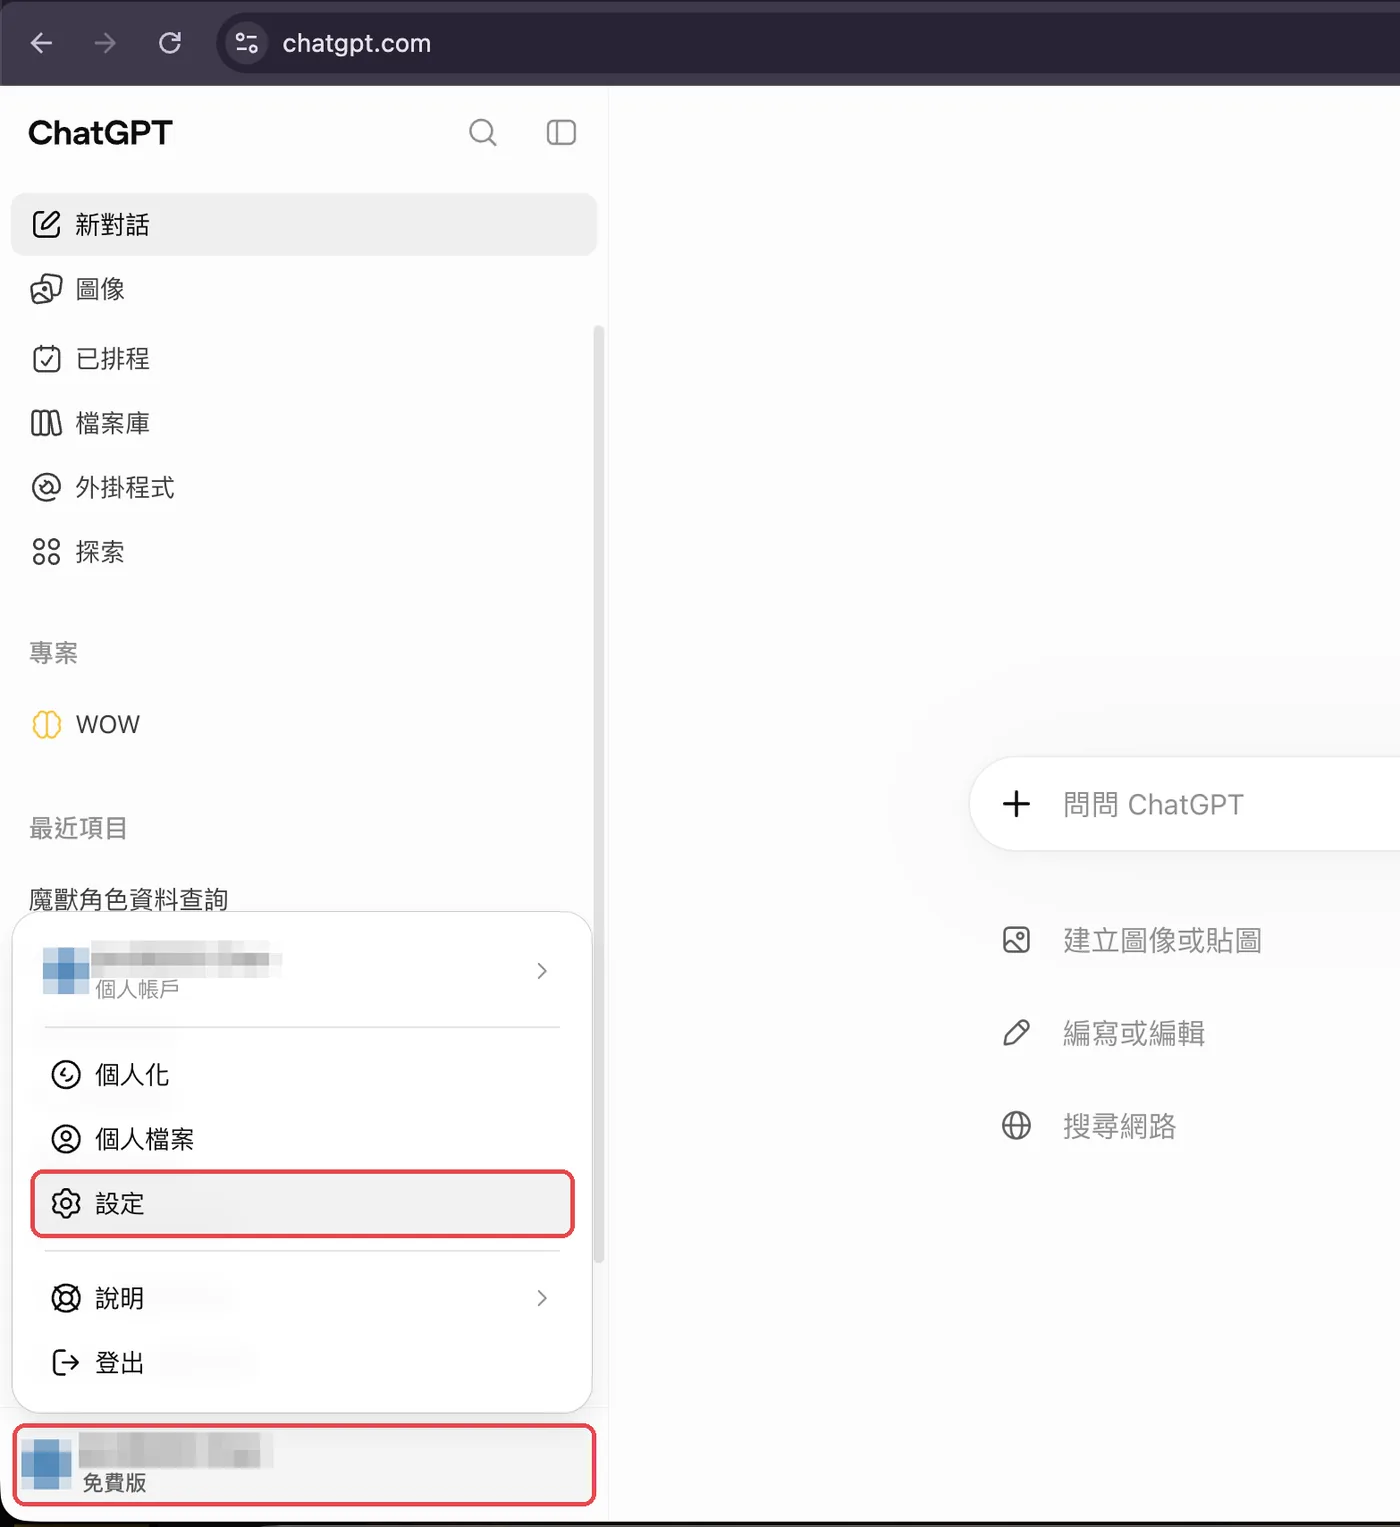 chatgpt.com
ChatGPT
新對話
圖像
已排程
檔案庫
外掛程式
探索
專案
WOW
最近項目
魔獸角色資料查詢
個人帳戶
個人化
個人檔案
設定
說明
登出
免費版
問問 ChatGPT
建立圖像或貼圖
編寫或編輯
搜尋網路